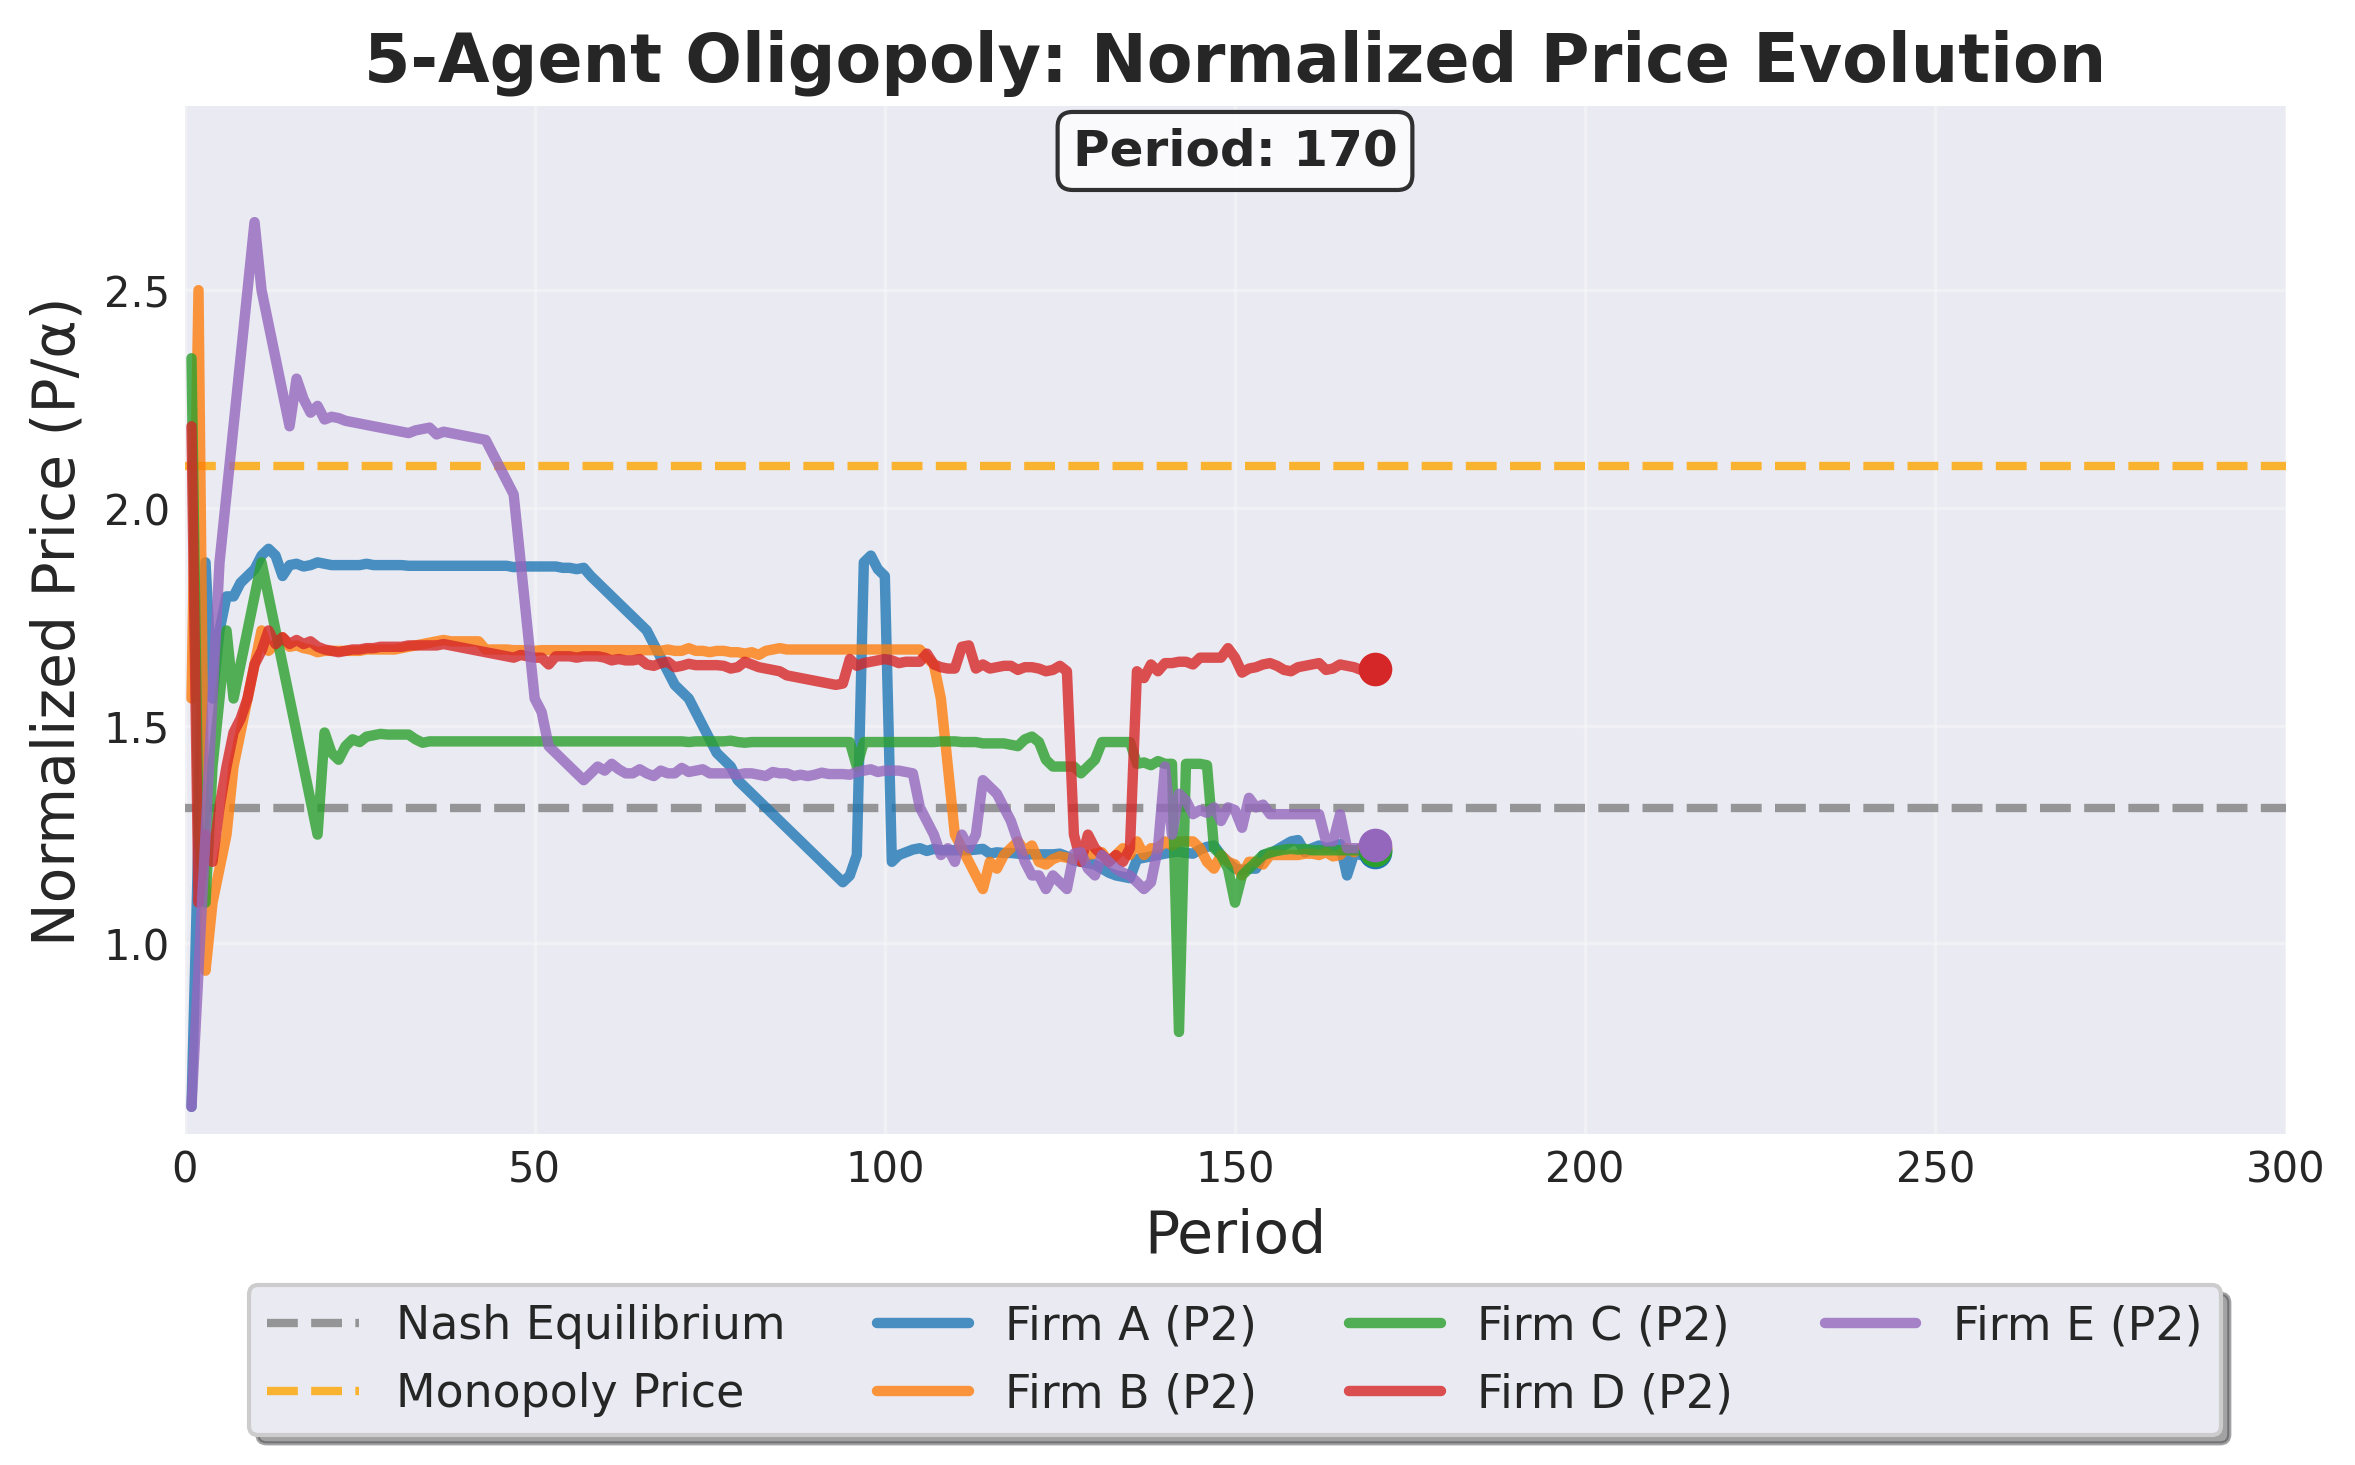 5-Agent Oligopoly: Normalized Price Evolution
Period: 170
Normalized Price (P/α)
2.5
2.0
1.5
1.0
0
50
100
150
200
250
300
Period
Nash Equilibrium
Monopoly Price
Firm A (P2)
Firm B (P2)
Firm C (P2)
Firm D (P2)
Firm E (P2)